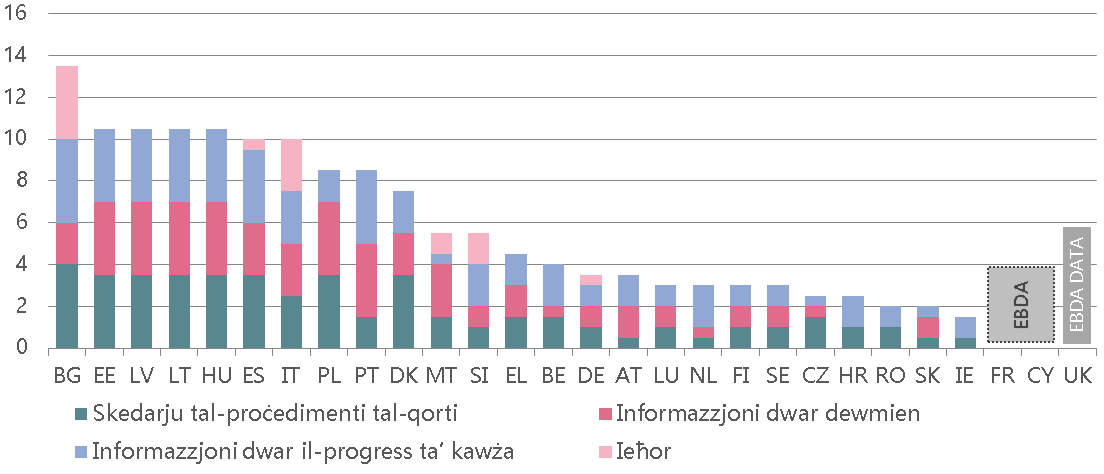 16
14
12
10
8
6
4
2
0
EBDA
EBDA DATA
BG EE LV LT HU ES IT PL PT DK MT SI EL BE DE AT LU NL FI SE CZ HR RO SK IE FR CY UK
Skedarju tal-proċedimenti tal-qorti Informazzjoni dwar dewmien
Informazzjoni dwar il-progress ta’ kawża Ieħor